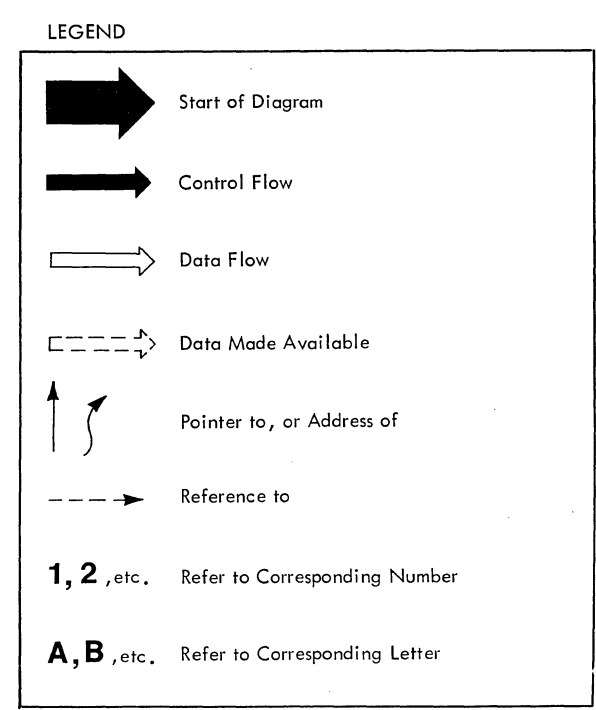 LEGEND
Start of Diagram
Control Flow
Data Flow
Data Made Available
Pointer to, or Address of
Reference to
1, 2 ,etc. Refer to Corresponding Number
A,B ,etc. Refer to Corresponding Letter